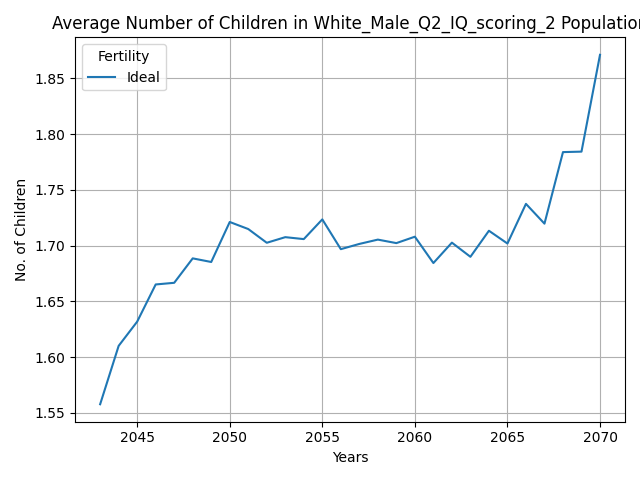 Average Number of Children in White_Male_Q2_IQ_scoring_2 Population
Fertility
Ideal
1.85
1.80
1.75
1.70
1.65
1.60
1.55
No. of Children
2045 2050 2055 2060 2065 2070
Years